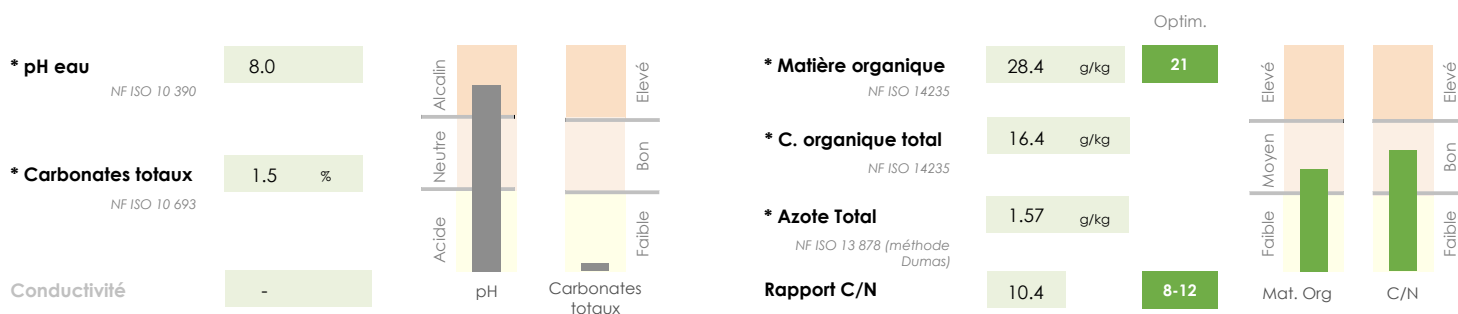 * pH eau
8.0
NF ISO 10 390
* Carbonates totaux
1.5 %
NF ISO 10 693
Conductivité
-
Alcalin
Neutre
Acide
Elevé
Bon
Faible
pH
Carbonates
totaux
Optim.
* Matière organique
28.4 g/kg
21
NF ISO 14235
* C. organique total
16.4 g/kg
NF ISO 14235
* Azote Total
1.57 g/kg
NF ISO 13 878 (méthode
Dumas)
Rapport C/N
10.4
8-12
Elevé
Moyen
Faible
Elevé
Bon
Faible
Mat. Org
C/N